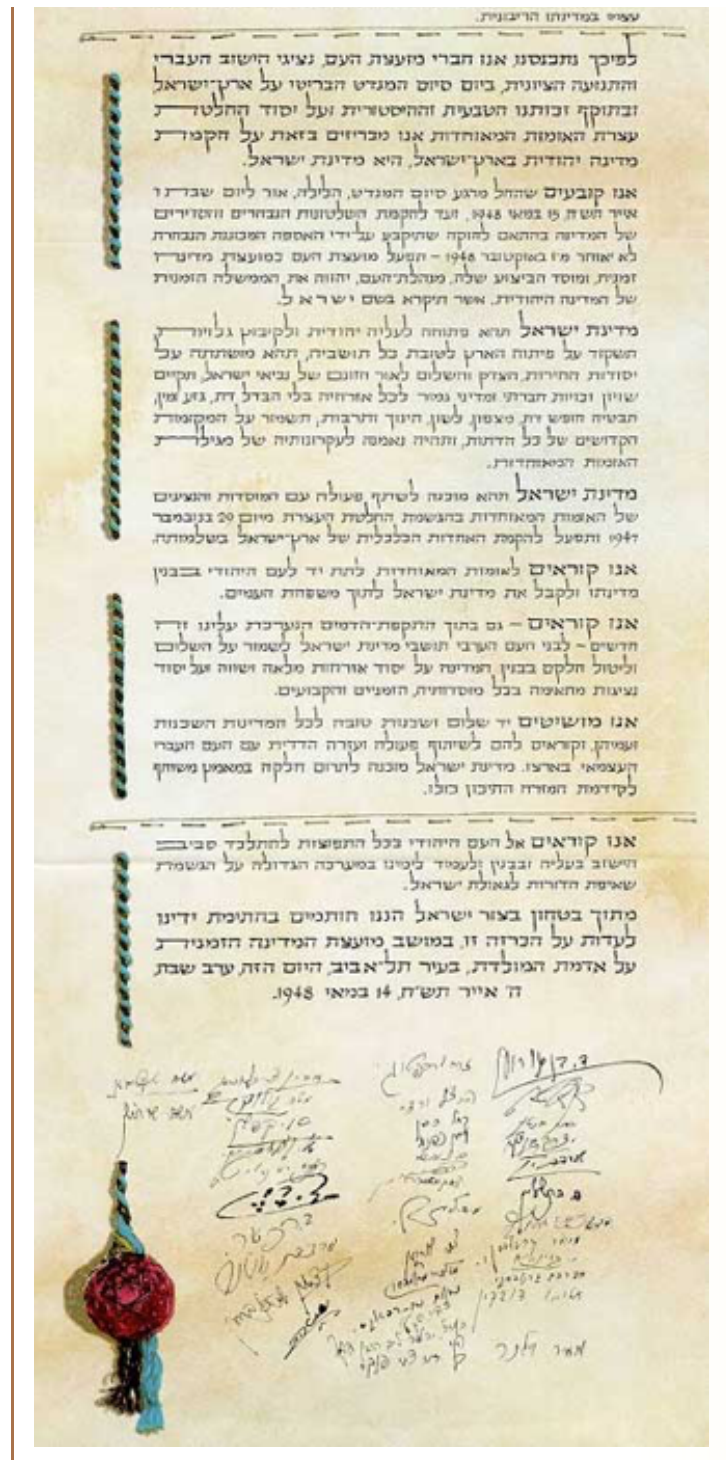 עצמו במדינתו הריבונית.
לפיכך נתכנסנו, אנו חברי מועצת העם, נציגי הישוב העברי
והתנועה הציונית, ביום סיום המנדט הבריטי על ארץ־ישראל
ובתוקף זכותנו הטבעית וההיסטורית ועל יסוד החלטת
עצרת האומות המאוחדות אנו מכריזים בזאת על הקמת
מדינה יהודית בארץ־ישראל, היא מדינת ישראל.
אנו קובעים שהחל מרגע סיום המנדט, הלילה, אור ליום שבת ו
אייר תש״ח, 15 במאי 1948, ועד להקמת השלטונות הנבחרים והסדירים
של המדינה בהתאם לחוקה שתיקבע על־ידי האספה המכוננת הנבחרת
לא יאוחר מ־1 באוקטובר 1948 – תפעל מועצת העם כמועצת מדינה
זמנית, ומוסד הביצוע שלה, מנהלת־העם, יהווה את הממשלה הזמנית
של המדינה היהודית, אשר תיקרא בשם ישראל.
מדינת ישראל תהא פתוחה לעליה יהודית ולקיבוץ גלויות,
תשקוד על פיתוח הארץ לטובת כל תושביה, תהא מושתתה על
יסודות החירות, הצדק והשלום לאור חזונם של נביאי ישראל, תקיים
שויון זכויות חברתי ומדיני גמור לכל אזרחיה בלי הבדל דת, גזע ומין,
תבטיח חופש דת, מצפון, לשון, חינוך ותרבות, תשמור על המקומות
הקדושים של כל הדתות, ותהיה נאמנה לעקרונותיה של מגילת
האומות המאוחדות.
מדינת ישראל תהא מוכנה לשתף פעולה עם המוסדות והנציגים
של האומות המאוחדות בהגשמת החלטת העצרת מיום 29 בנובמבר
1947 ותפעל להקמת האחדות הכלכלית של ארץ־ישראל בשלמותה.
אנו קוראים לאומות המאוחדות לתת יד לעם היהודי בבנין
מדינתו ולקבל את מדינת ישראל לתוך משפחת העמים.
אנו קוראים – גם בתוך התקפת־הדמים הנערכת עלינו זה
חדשים – לבני העם הערבי תושבי מדינת ישראל לשמור על השלום
וליטול חלקם בבנין המדינה על יסוד אזרחות מלאה ושווה ועל יסוד
נציגות מתאימה בכל מוסדותיה, הזמניים והקבועים.
אנו מושיטים יד שלום ושכנות טובה לכל המדינות השכנות
ועמיהן, וקוראים להם לשיתוף פעולה ועזרה הדדית עם העם העברי
העצמאי בארצו. מדינת ישראל מוכנה לתרום חלקה במאמץ משותף
לקידמת המזרח התיכון כולו.
אנו קוראים אל העם היהודי בכל התפוצות להתלכד סביב
הישוב בעליה ובבנין ולעמוד לימינו במערכה הגדולה על הגשמת
שאיפת הדורות לגאולת ישראל.
מתוך בטחון בצור ישראל הננו חותמים בחתימת ידינו
לעדות על הכרזה זו, במושב מועצת המדינה הזמנית,
על אדמת המולדת, בעיר תל־אביב, היום הזה, ערב שבת,
ה׳ אייר תש״ח, 14 במאי 1948.
ד. בן גוריון
מאיר וילנר